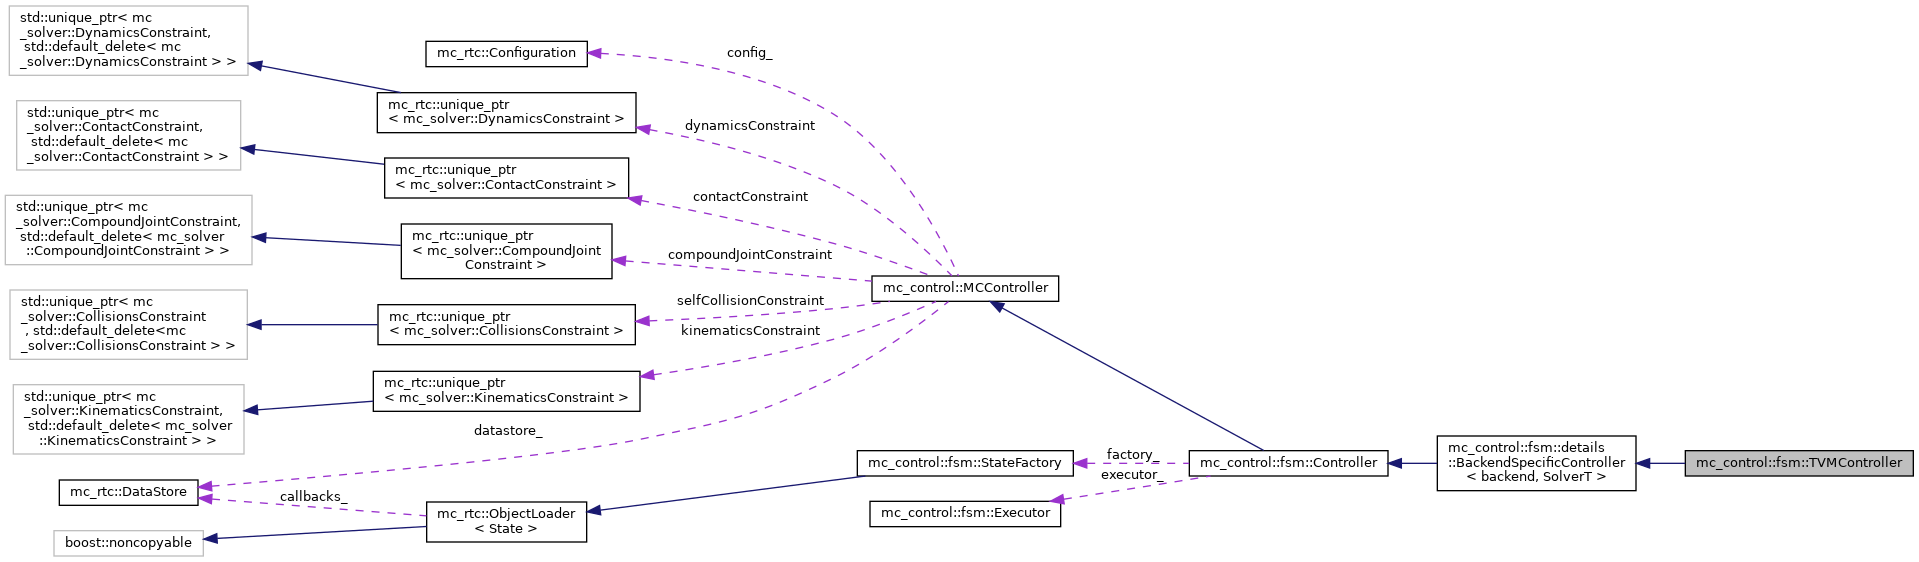 std::unique_ptr< mc
_solver::DynamicsConstraint,
std::default_delete< mc
_solver::DynamicsConstraint > >
std::unique_ptr< mc
_solver::ContactConstraint,
std::default_delete< mc
_solver::ContactConstraint > >
std::unique_ptr< mc
_solver::CompoundJointConstraint,
std::default_delete< mc_solver
::CompoundJointConstraint > >
std::unique_ptr< mc
_solver::CollisionsConstraint
, std::default_delete<mc
_solver::CollisionsConstraint > >
std::unique_ptr< mc
_solver::KinematicsConstraint,
std::default_delete< mc_solver
::KinematicsConstraint > >
mc_rtc::DataStore
boost::noncopyable
mc_rtc::Configuration
mc_rtc::unique_ptr
< mc_solver::DynamicsConstraint >
mc_rtc::unique_ptr
< mc_solver::ContactConstraint >
mc_rtc::unique_ptr
< mc_solver::CompoundJoint
Constraint >
mc_rtc::unique_ptr
< mc_solver::CollisionsConstraint >
mc_rtc::unique_ptr
< mc_solver::KinematicsConstraint >
datastore_
callbacks_
mc_rtc::ObjectLoader
< State >
config_
dynamicsConstraint
contactConstraint
compoundJointConstraint
selfCollisionConstraint
kinematicsConstraint
mc_control::MCController
mc_control::fsm::StateFactory
mc_control::fsm::Executor
factory_
executor_
mc_control::fsm::Controller
mc_control::fsm::details
::BackendSpecificController
< backend, SolverT >
mc_control::fsm::TVMController